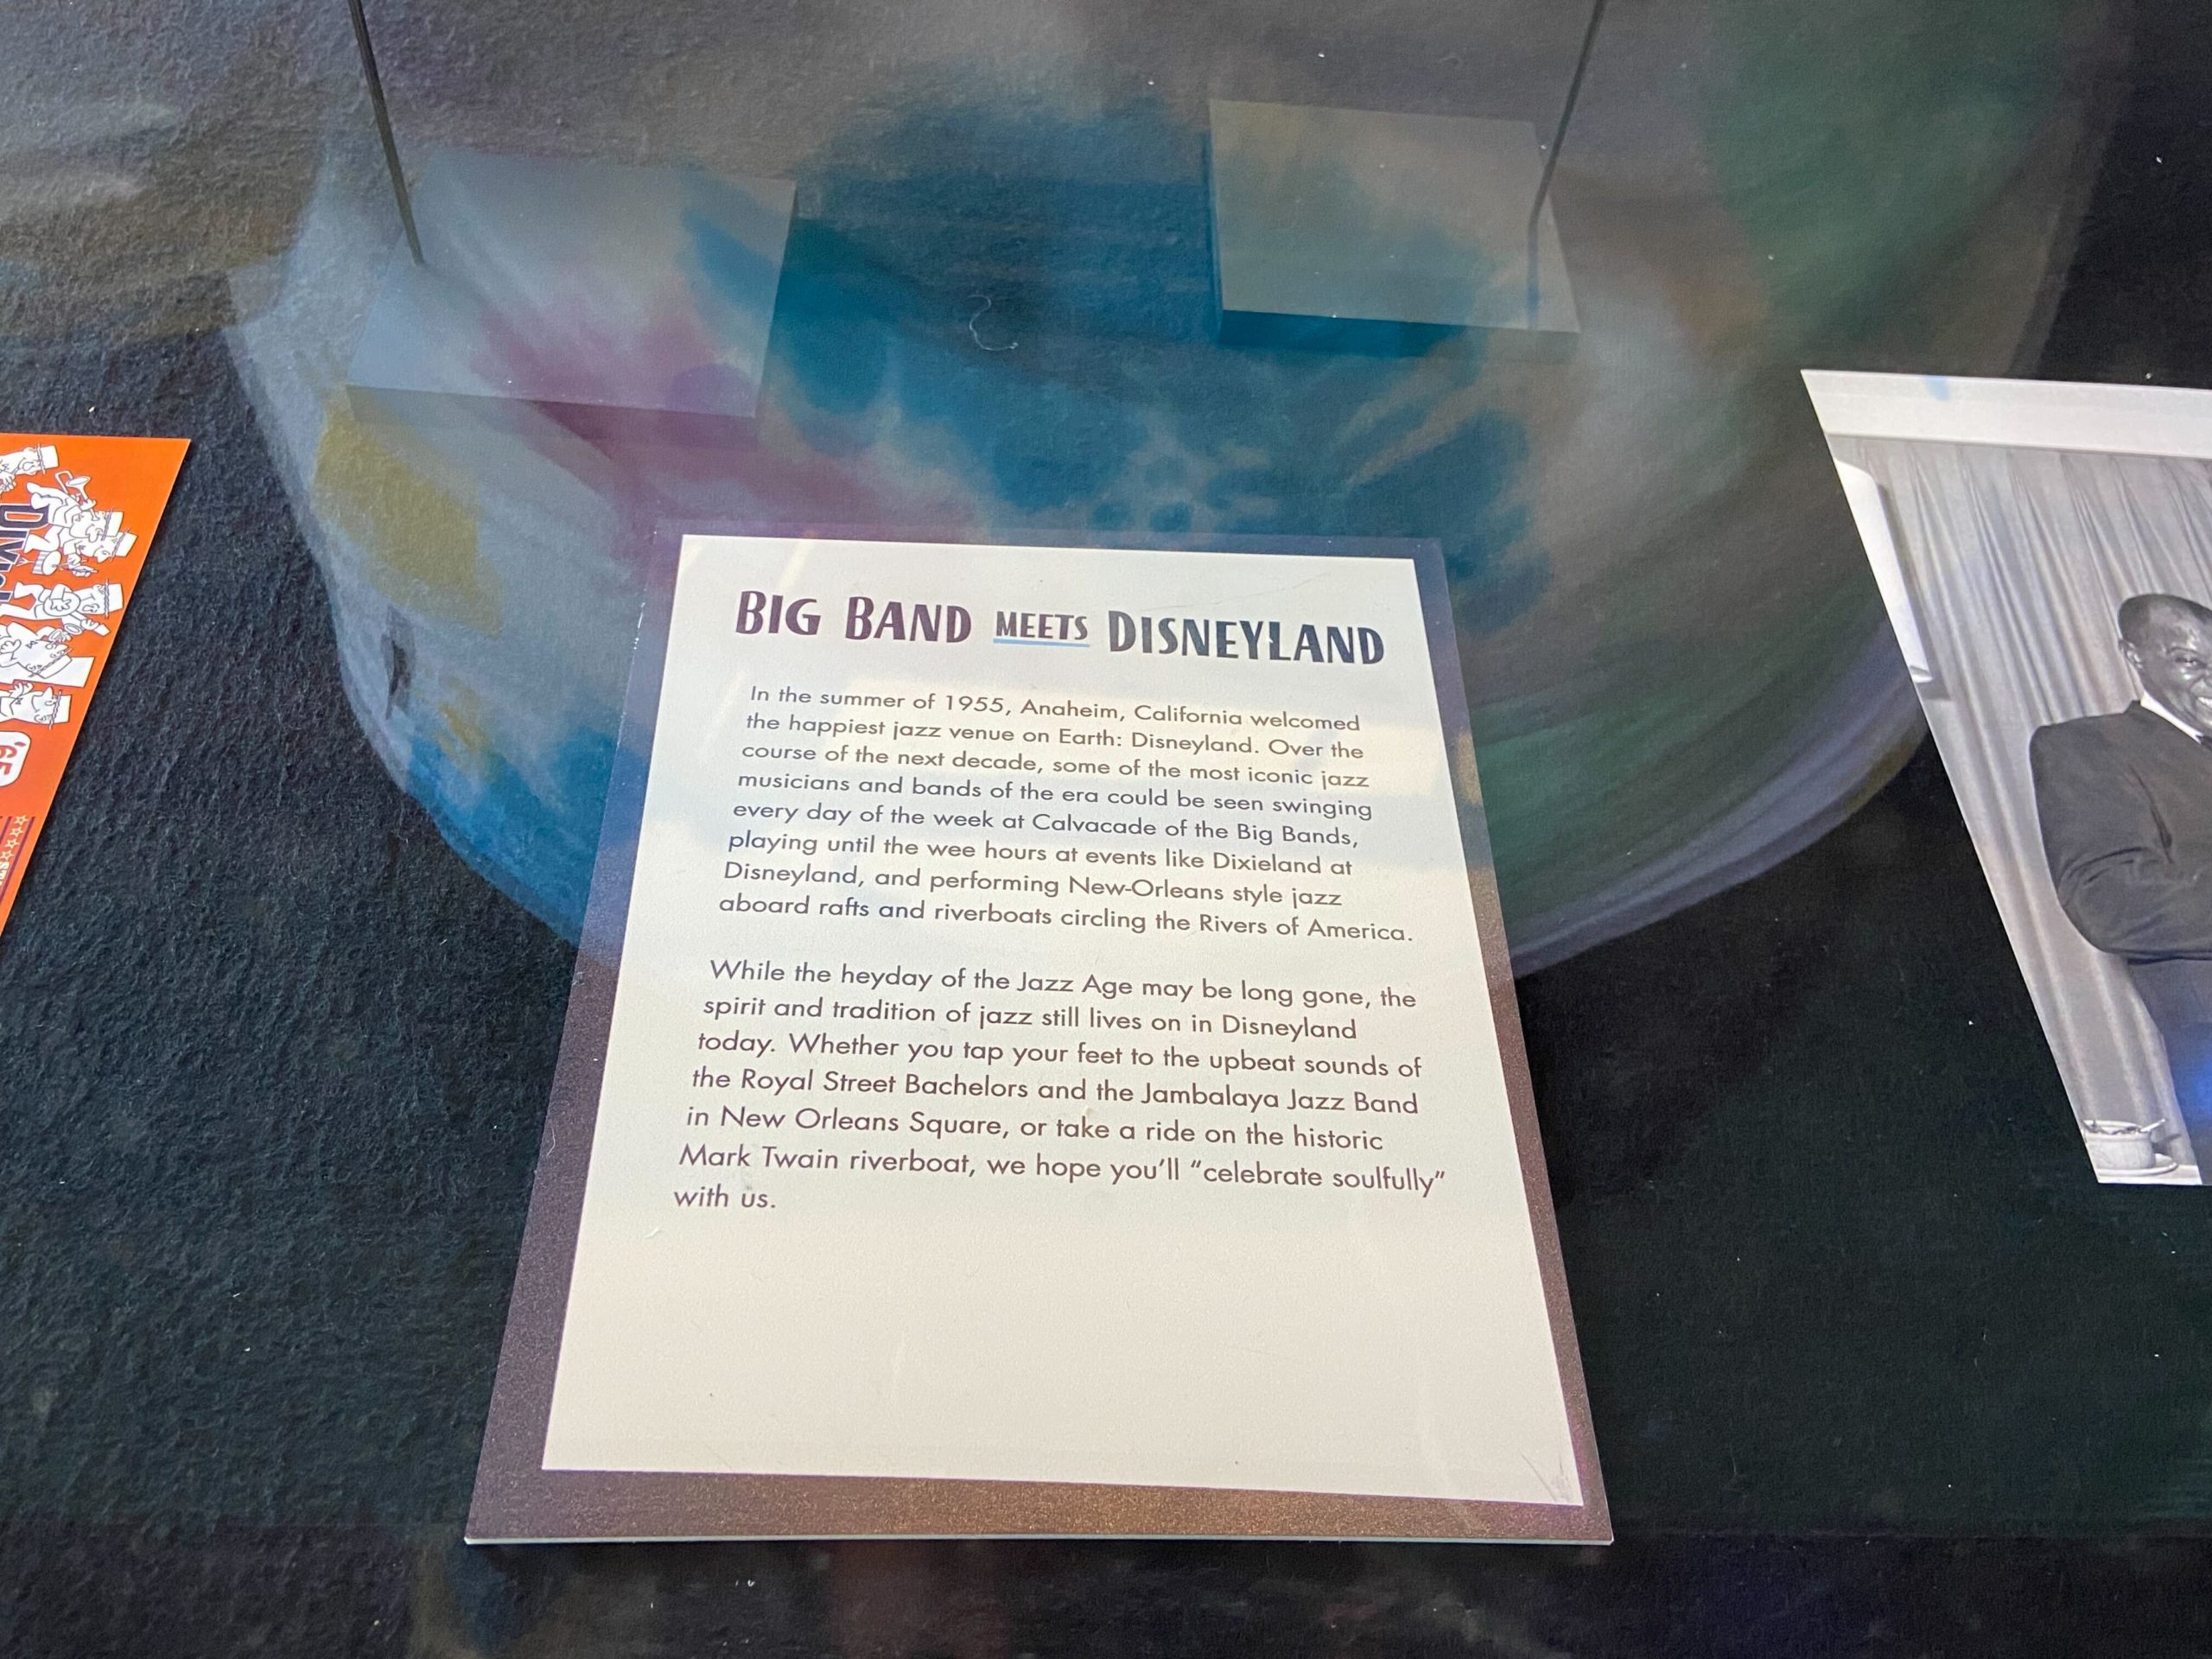 BIG BAND MEETS DISNEYLAND
In the summer of 1955, Anaheim, California welcomed
the happiest jazz venue on Earth: Disneyland. Over the
course of the next decade, some of the most iconic jazz
musicians and bands of the era could be seen swinging
every day of the week at Calvacade of the Big Bands,
playing until the wee hours at events like Dixieland at
Disneyland, and performing New-Orleans style jazz
aboard rafts and riverboats circling the Rivers of America.
While the heyday of the Jazz Age may be long gone, the
spirit and tradition of jazz still lives on in Disneyland
today. Whether you tap your feet to the upbeat sounds of
the Royal Street Bachelors and the Jambalaya Jazz Band
in New Orleans Square, or take a ride on the historic
Mark Twain riverboat, we hope you'll "celebrate soulfully"
with us.
'65